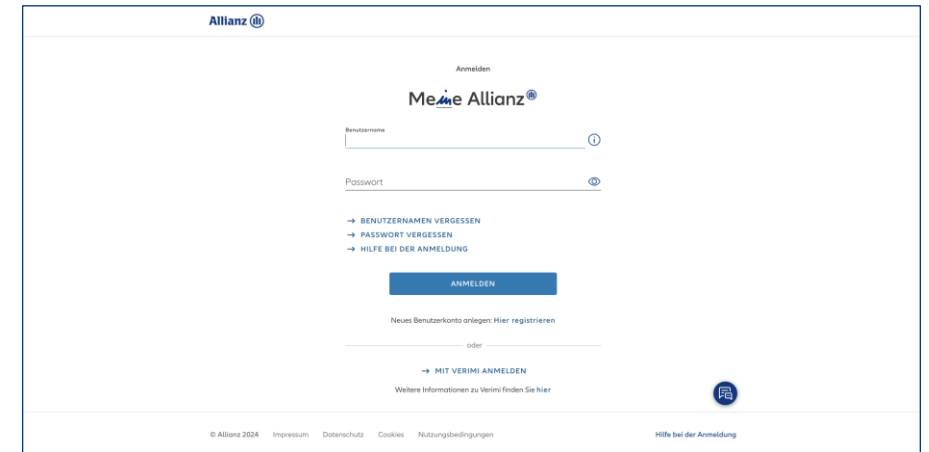 Allianz
Anmelden
Meine Allianz
Benutzername
Passwort
→ BENUTZERNAMEN VERGESSEN
→ PASSWORT VERGESSEN
→ HILFE BEI DER ANMELDUNG
ANMELDEN
Neues Benutzerkonto anlegen: Hier registrieren
oder
→ MIT VERIMI ANMELDEN
Weitere Informationen zu Verimi finden Sie hier
© Allianz 2024 Impressum Datenschutz Cookies Nutzungsbedingungen Hilfe bei der Anmeldung